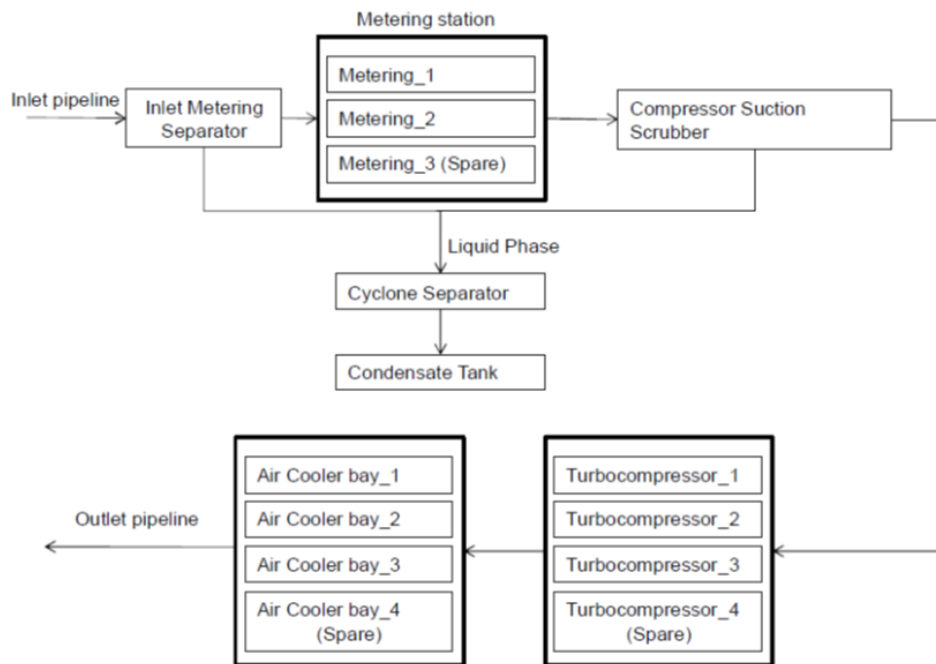 Metering station
Inlet pipeline
Inlet Metering
Separator
Metering_1
Metering_2
Metering_3 (Spare)
Compressor Suction
Scrubber
Liquid Phase
Cyclone Separator
Condensate Tank
Outlet pipeline
Air Cooler bay_1
Air Cooler bay_2
Air Cooler bay_3
Air Cooler bay_4
(Spare)
Turbocompressor_1
Turbocompressor_2
Turbocompressor_3
Turbocompressor_4
(Spare)